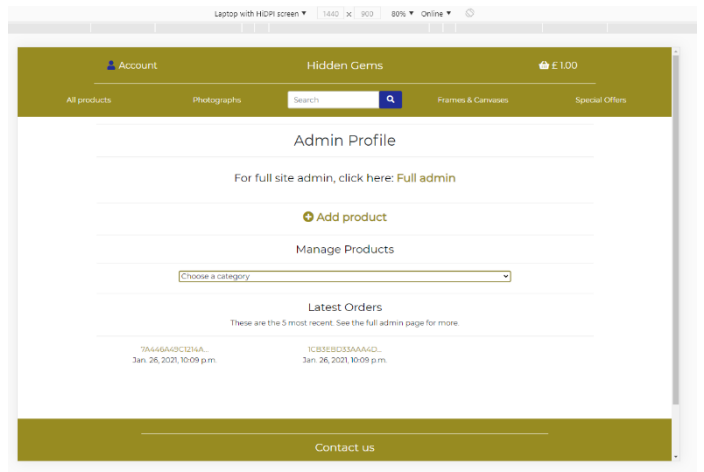 Laptop with HiDPI screen ▼ 1440 x 900 80% ▼ Online ▼
Account Hidden Gems £ 1.00
All products Photographs Search Frames & Canvases Special Offers
Admin Profile
For full site admin, click here: Full admin
Add product
Manage Products
Choose a category
Latest Orders
These are the 5 most recent. See the full admin page for more.
7A446A49C1214A... 1CB3EBD33AAA4D...
Jan. 26, 2021, 10:09 p.m. Jan. 26, 2021, 10:09 p.m.
Contact us